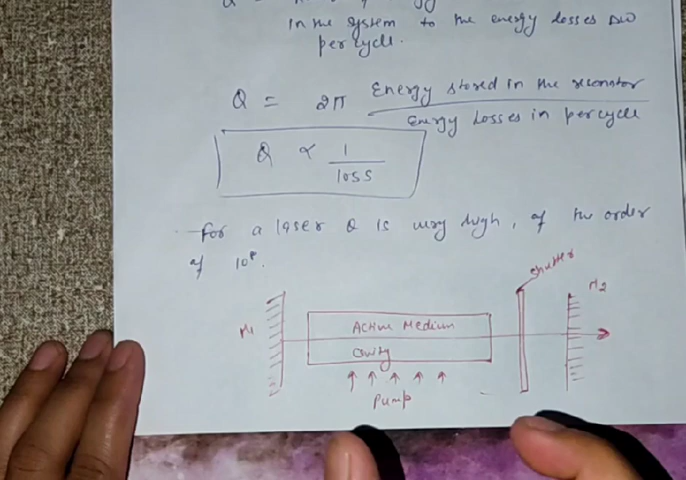 in the system to the energy losses
per cycle.
Q = 2π Energy stored in the resonator
Energy Losses in per cycle
Q ∝ 1
loss
For a laser Q is very high, of the order
of 10⁸.
Shutter
M1
M2
Active Medium
cavity
Pump